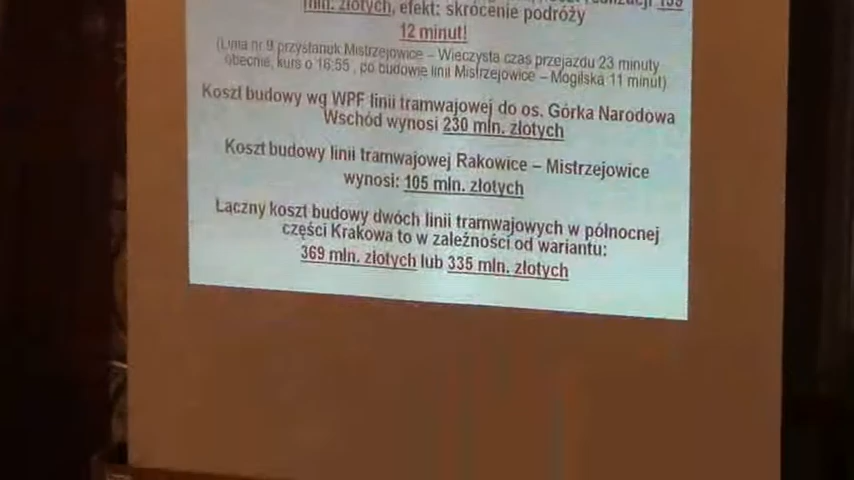 realizacji 139
mln. złotych, efekt: skrócenie podróży
12 minut!
(Linia nr 9 przystanek Mistrzejowice – Wieczysta czas przejazdu 23 minuty
obecnie, kurs o 16:55 , po budowie linii Mistrzejowice – Mogilska 11 minut)
Koszt budowy wg WPF linii tramwajowej do os. Górka Narodowa
Wschód wynosi 230 mln. złotych
Koszt budowy linii tramwajowej Rakowice – Mistrzejowice
wynosi: 105 mln. złotych
Łączny koszt budowy dwóch linii tramwajowych w północnej
części Krakowa to w zależności od wariantu:
369 mln. złotych lub 335 mln. złotych